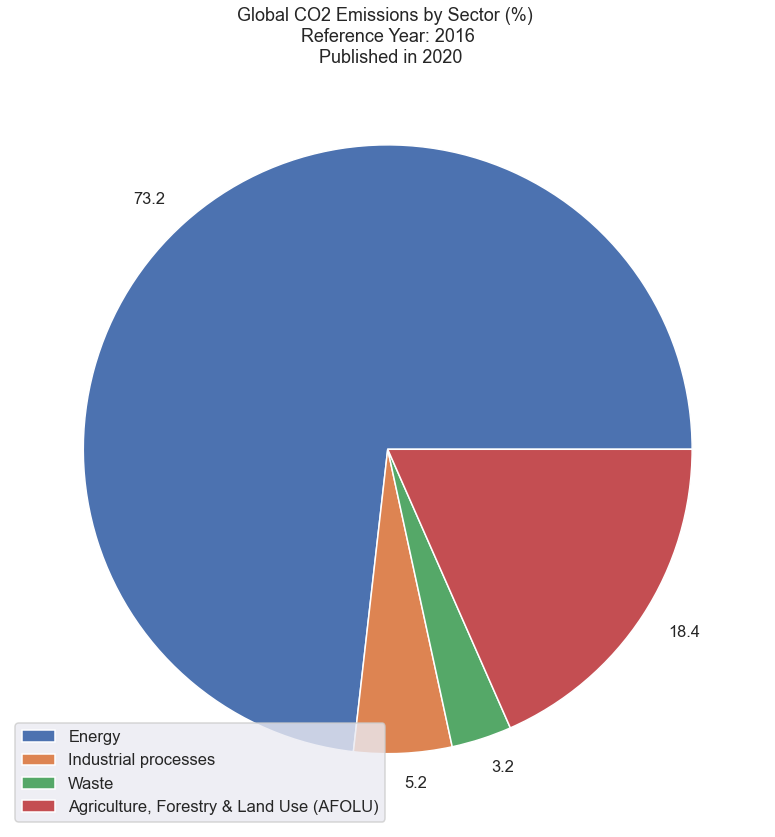 Global CO2 Emissions by Sector (%)
Reference Year: 2016
Published in 2020
73.2
18.4
3.2
5.2
Energy
Industrial processes
Waste
Agriculture, Forestry & Land Use (AFOLU)